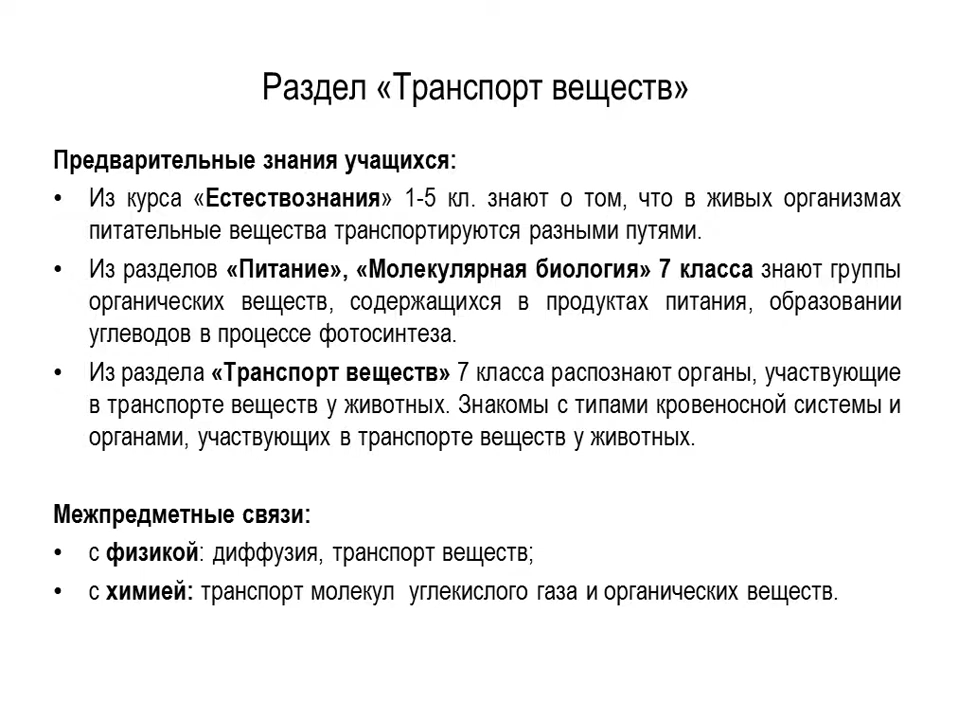 Раздел «Транспорт веществ»
Предварительные знания учащихся:
• Из курса «Естествознания» 1-5 кл. знают о том, что в живых организмах
питательные вещества транспортируются разными путями.
• Из разделов «Питание», «Молекулярная биология» 7 класса знают группы
органических веществ, содержащихся в продуктах питания, образовании
углеводов в процессе фотосинтеза.
• Из раздела «Транспорт веществ» 7 класса распознают органы, участвующие
в транспорте веществ у животных. Знакомы с типами кровеносной системы и
органами, участвующих в транспорте веществ у животных.
Межпредметные связи:
• с физикой: диффузия, транспорт веществ;
• с химией: транспорт молекул углекислого газа и органических веществ.